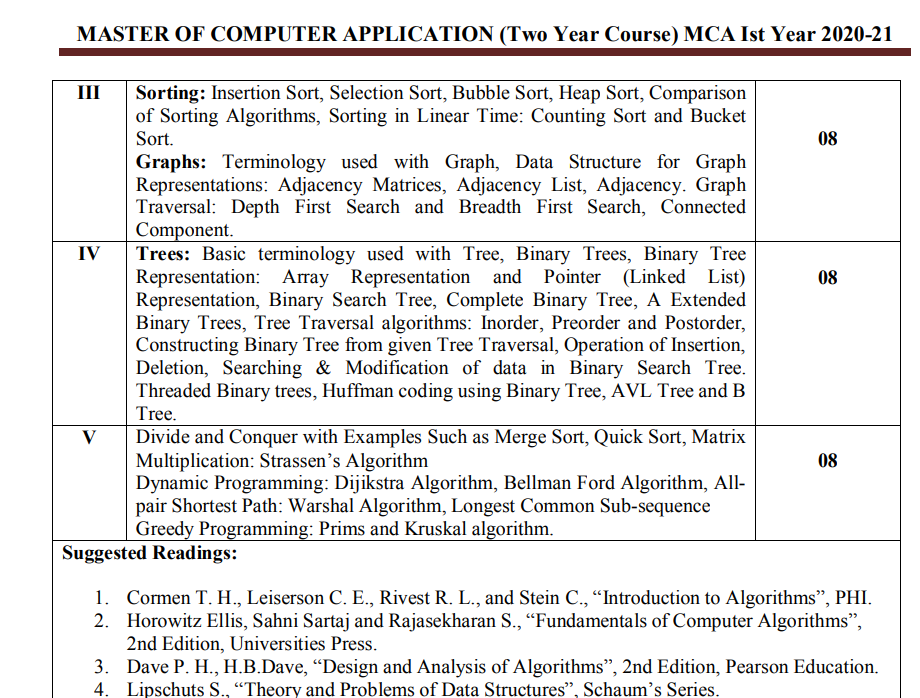 MASTER OF COMPUTER APPLICATION (Two Year Course) MCA Ist Year 2020-21
III
Sorting: Insertion Sort, Selection Sort, Bubble Sort, Heap Sort, Comparison
of Sorting Algorithms, Sorting in Linear Time: Counting Sort and Bucket
Sort.
08
Graphs: Terminology used with Graph, Data Structure for Graph
Representations: Adjacency Matrices, Adjacency List, Adjacency. Graph
Traversal: Depth First Search and Breadth First Search, Connected
Component.
IV
Trees: Basic terminology used with Tree, Binary Trees, Binary Tree
Representation: Array Representation and Pointer (Linked List)
08
Representation, Binary Search Tree, Complete Binary Tree, A Extended
Binary Trees, Tree Traversal algorithms: Inorder, Preorder and Postorder,
Constructing Binary Tree from given Tree Traversal, Operation of Insertion,
Deletion, Searching & Modification of data in Binary Search Tree.
Threaded Binary trees, Huffman coding using Binary Tree, AVL Tree and B
Tree.
V
Divide and Conquer with Examples Such as Merge Sort, Quick Sort, Matrix
Multiplication: Strassen’s Algorithm
08
Dynamic Programming: Dijikstra Algorithm, Bellman Ford Algorithm, All-
pair Shortest Path: Warshal Algorithm, Longest Common Sub-sequence
Greedy Programming: Prims and Kruskal algorithm.
Suggested Readings:
1. Cormen T. H., Leiserson C. E., Rivest R. L., and Stein C., “Introduction to Algorithms”, PHI.
2. Horowitz Ellis, Sahni Sartaj and Rajasekharan S., “Fundamentals of Computer Algorithms”,
2nd Edition, Universities Press.
3. Dave P. H., H.B.Dave, “Design and Analysis of Algorithms”, 2nd Edition, Pearson Education.
4. Lipschuts S., “Theory and Problems of Data Structures”, Schaum’s Series.